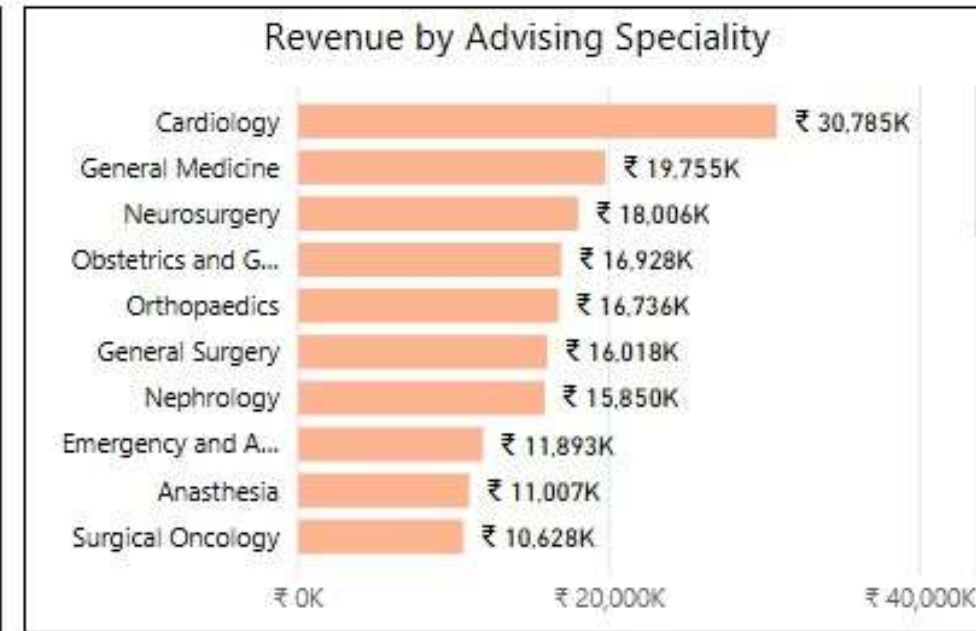 Revenue by Advising Speciality
Cardiology ₹ 30,785K
General Medicine ₹ 19,755K
Neurosurgery ₹ 18,006K
Obstetrics and G... ₹ 16,928K
Orthopaedics ₹ 16,736K
General Surgery ₹ 16,018K
Nephrology ₹ 15,850K
Emergency and A... ₹ 11,893K
Anasthesia ₹ 11,007K
Surgical Oncology ₹ 10,628K
₹ 0K ₹ 20,000K ₹ 40,000K